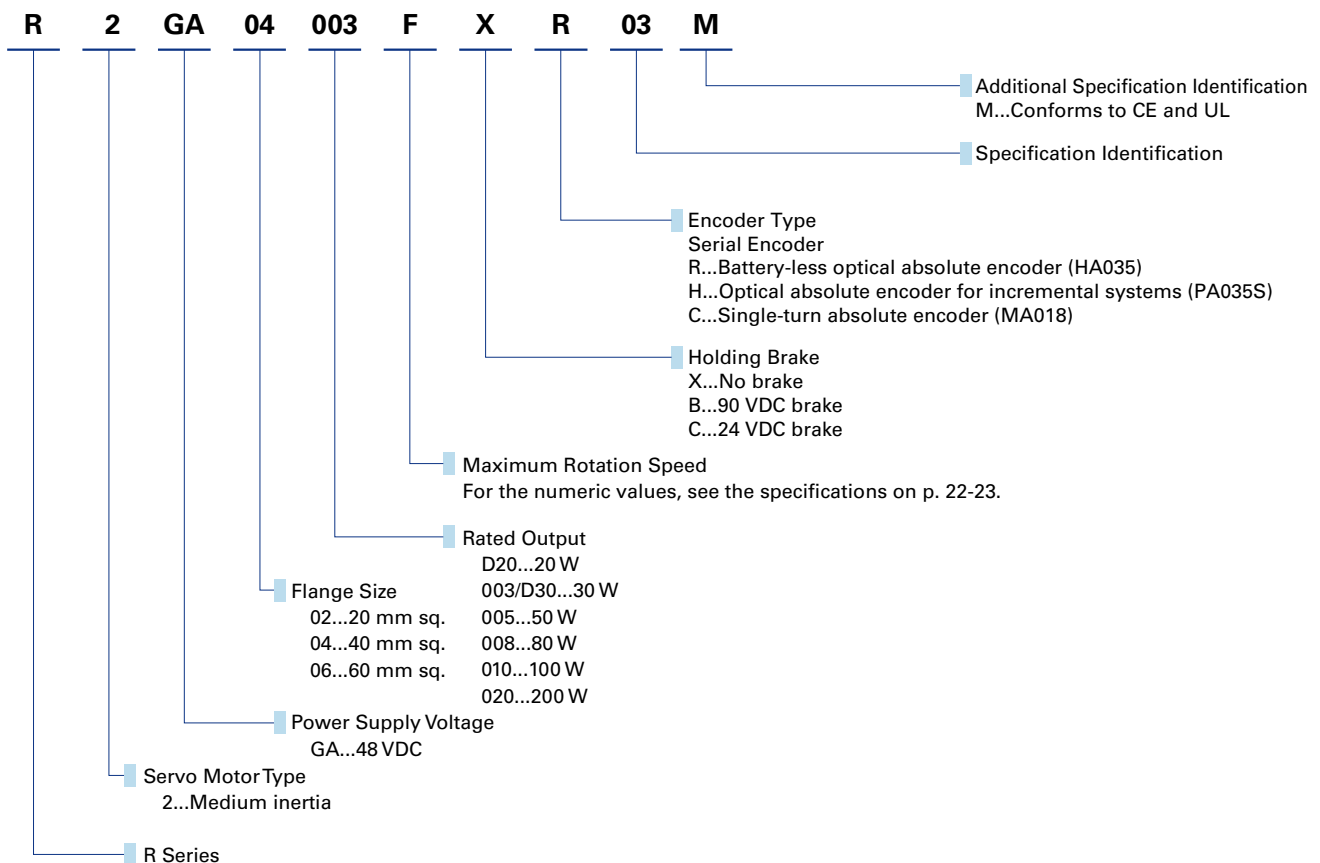 R 2 GA 04 003 F X R 03 M
Additional Specification Identification
M...Conforms to CE and UL
Specification Identification
Encoder Type
Serial Encoder
R...Battery-less optical absolute encoder (HA035)
H...Optical absolute encoder for incremental systems (PA035S)
C...Single-turn absolute encoder (MA018)
Holding Brake
X...No brake
B...90 VDC brake
C...24 VDC brake
Maximum Rotation Speed
For the numeric values, see the specifications on p. 22-23.
Rated Output
D20...20 W
003/D30...30 W
005...50 W
008...80 W
010...100 W
020...200 W
Flange Size
02...20 mm sq.
04...40 mm sq.
06...60 mm sq.
Power Supply Voltage
GA...48 VDC
Servo Motor Type
2...Medium inertia
R Series